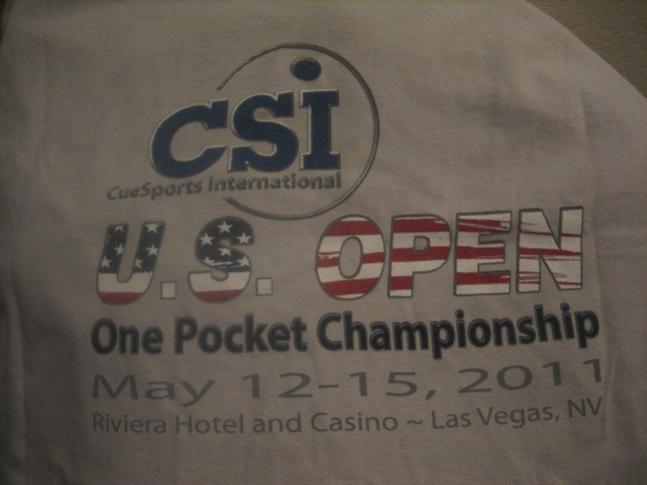 CSI
CueSports International
U.S. OPEN
One Pocket Championship
May 12-15, 2011
Riviera Hotel and Casino ~ Las Vegas, NV